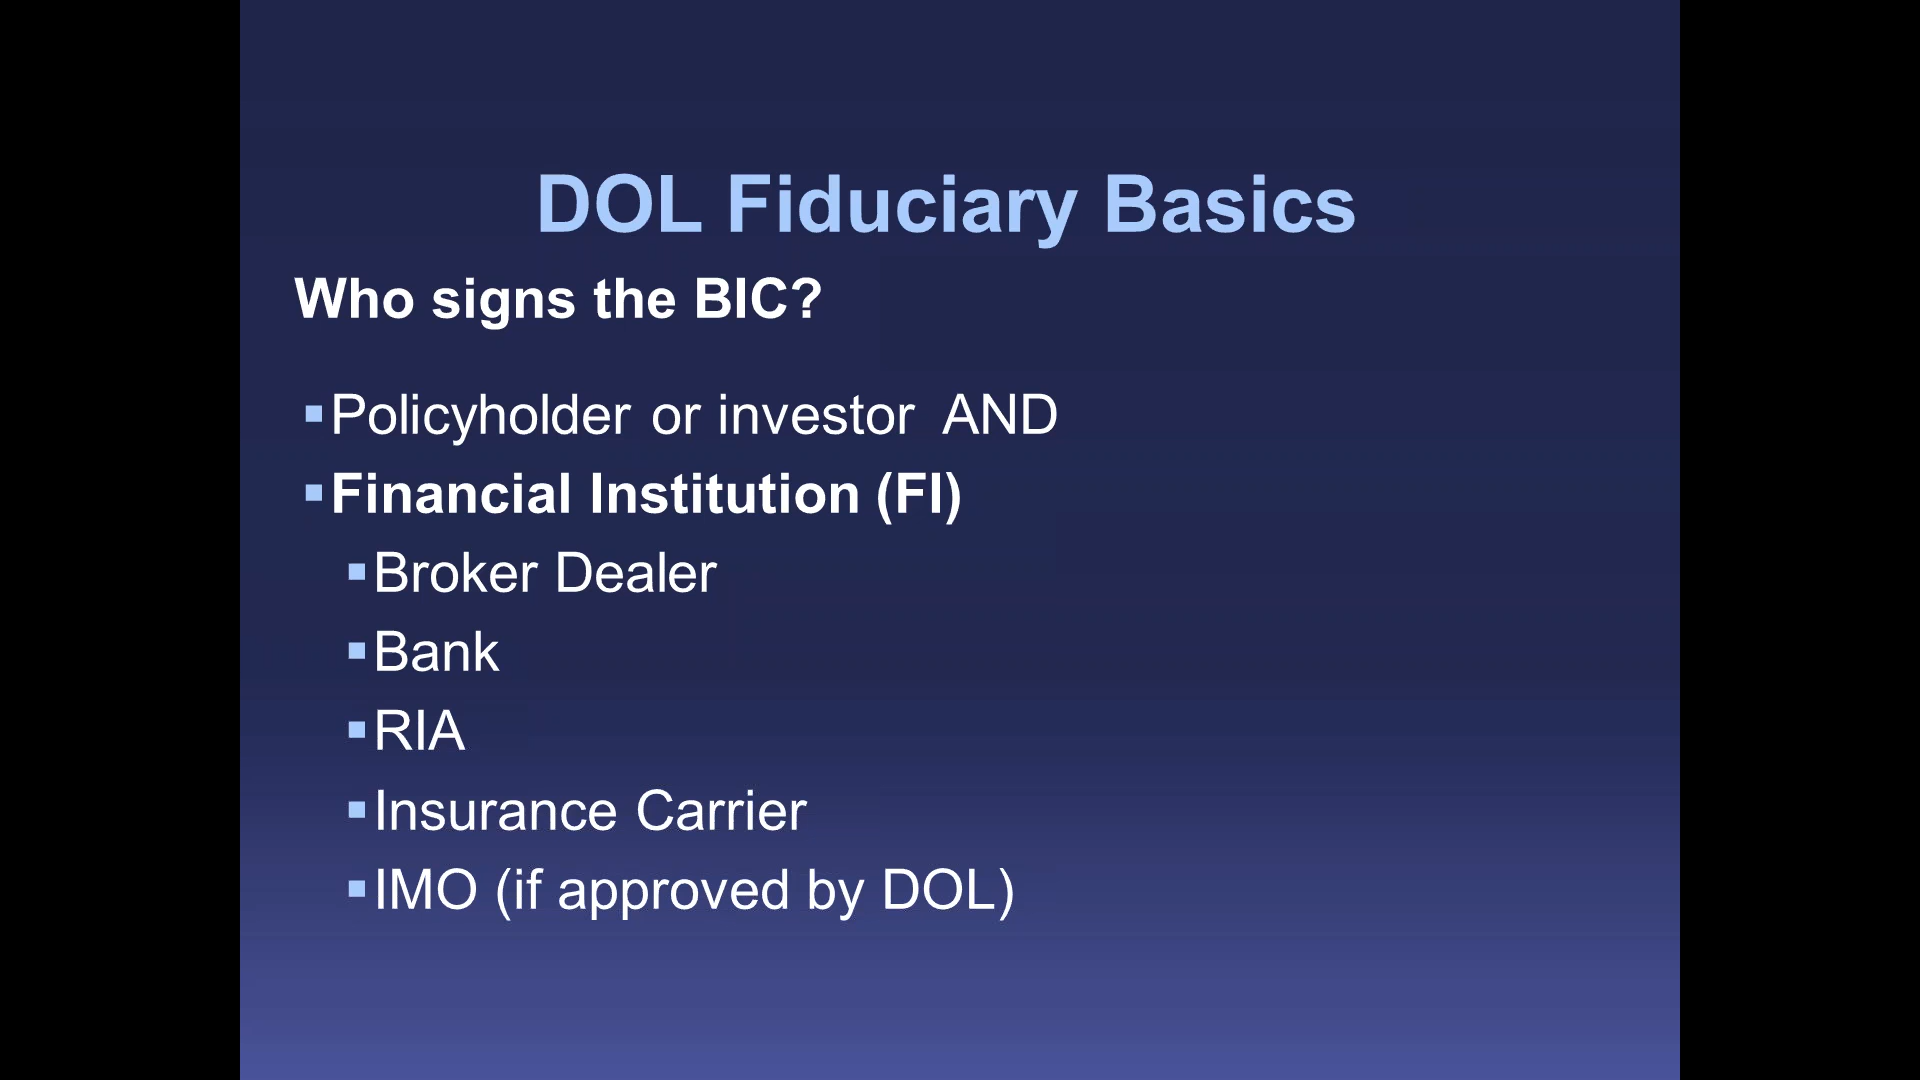 DOL Fiduciary Basics
Who signs the BIC?
▪Policyholder or investor  AND
▪Financial Institution (FI)
▪Broker Dealer
▪Bank
▪RIA
▪Insurance Carrier
▪IMO (if approved by DOL)